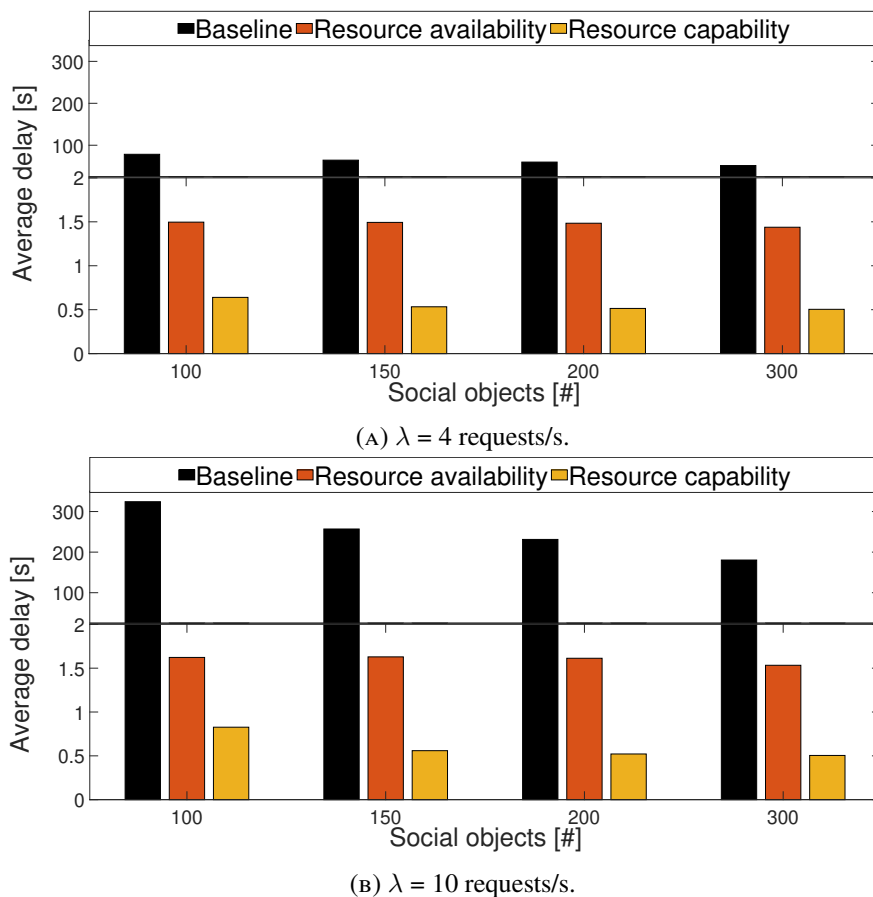 Baseline Resource availability Resource capability
Average delay [s]
300
200
100
2
1.5
1
0.5
0
100 150 200 300
Social objects [#]
(A) λ = 4 requests/s.
Baseline Resource availability Resource capability
Average delay [s]
300
200
100
2
1.5
1
0.5
0
100 150 200 300
Social objects [#]
(B) λ = 10 requests/s.